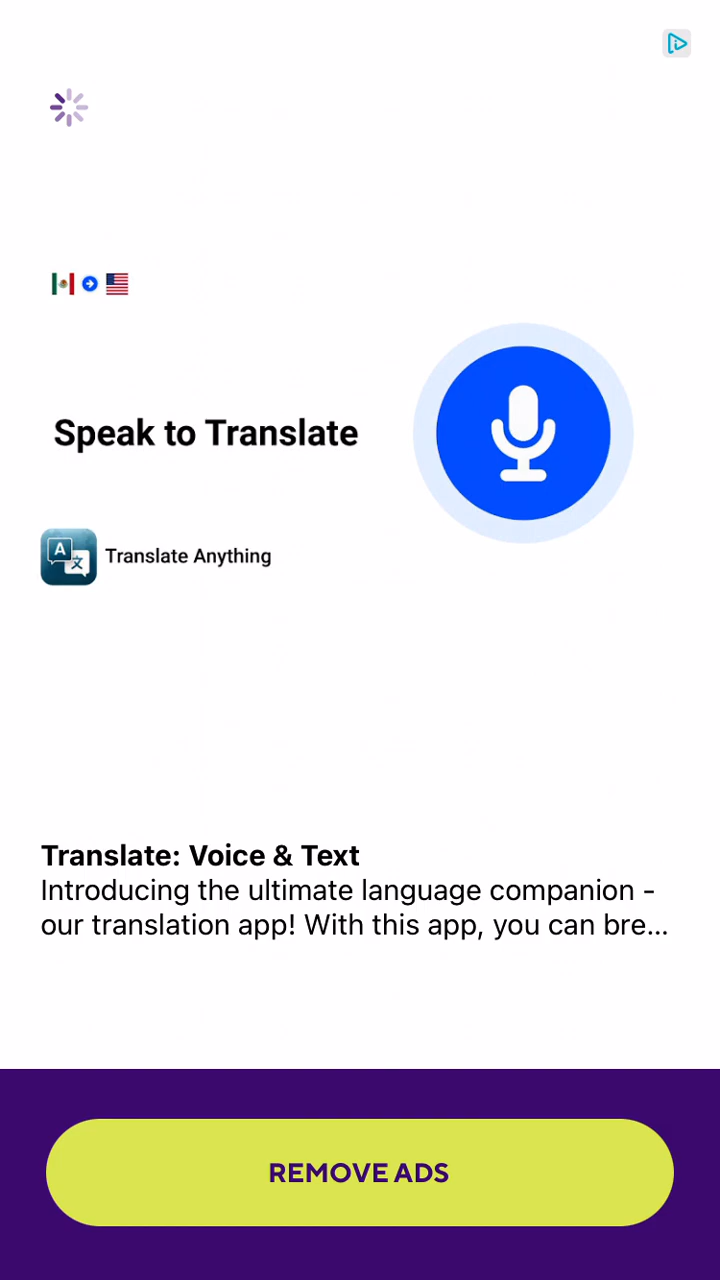 Speak to Translate
A
文
Translate Anything
Translate: Voice & Text
Introducing the ultimate language companion -
our translation app! With this app, you can bre...
REMOVE ADS